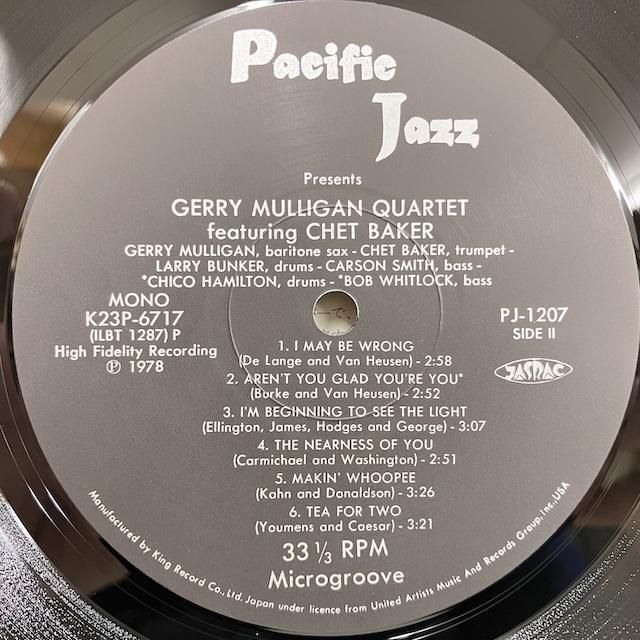 Pacific
Jazz
Presents
GERRY MULLIGAN QUARTET
featuring CHET BAKER
GERRY MULLIGAN, baritone sax - CHET BAKER, trumpet -
LARRY BUNKER, drums - CARSON SMITH, bass -
*CHICO HAMILTON, drums - *BOB WHITLOCK, bass
MONO
K23P-6717
(ILBT 1287) P
High Fidelity Recording
Ⓟ 1978
PJ-1207
SIDE II
JASRAC
1. I MAY BE WRONG
(De Lange and Van Heusen) - 2:58
2. AREN'T YOU GLAD YOU'RE YOU*
(Burke and Van Heusen) - 2:52
3. I'M BEGINNING TO SEE THE LIGHT
(Ellington, James, Hodges and George) - 3:07
4. THE NEARNESS OF YOU
(Carmichael and Washington) - 2:51
5. MAKIN' WHOOPEE
(Kahn and Donaldson) - 3:26
6. TEA FOR TWO
(Youmens and Caesar) - 3:21
33 1/3 RPM
Microgroove
Manufactured by King Record Co., Ltd. Japan under licence from United Artists Music And Records Group, Inc., USA